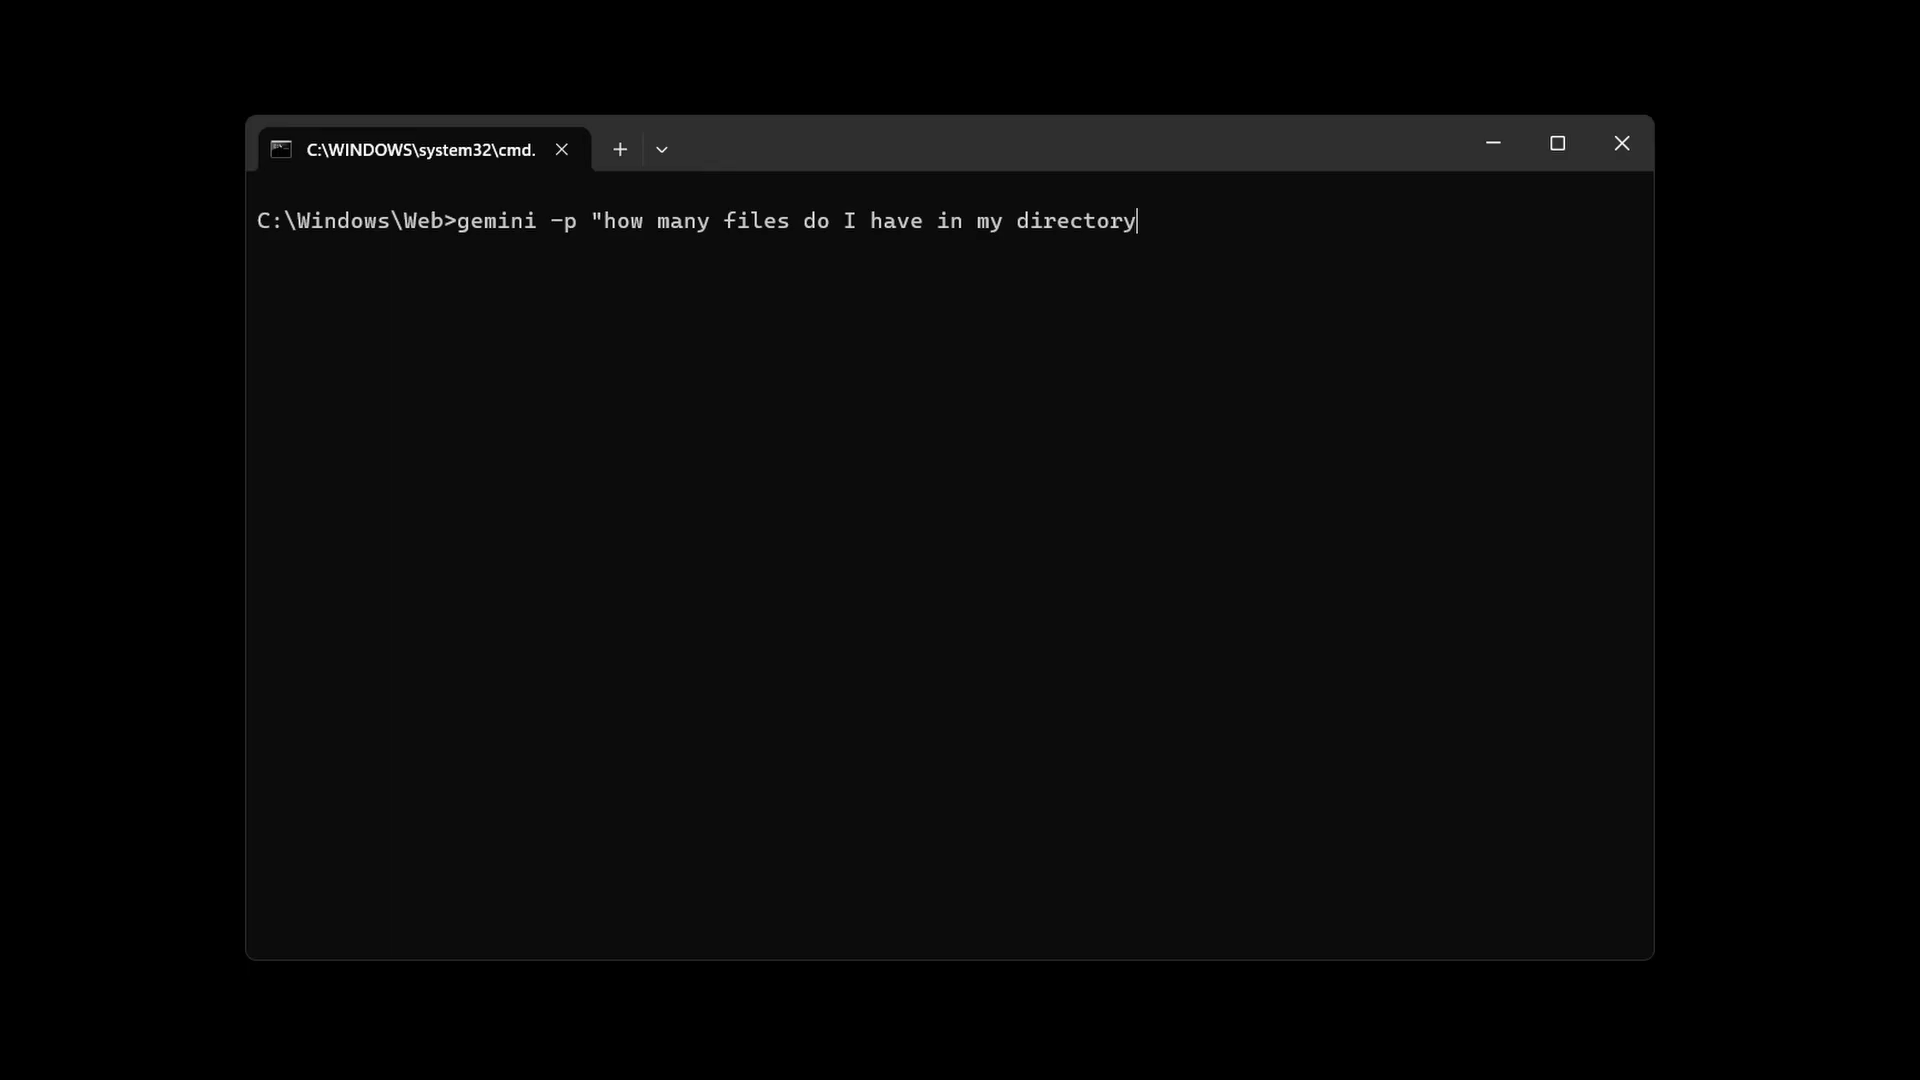 C:\WINDOWS\system32\cmd.
C:\Windows\Web>gemini -p "how many files do I have in my directory